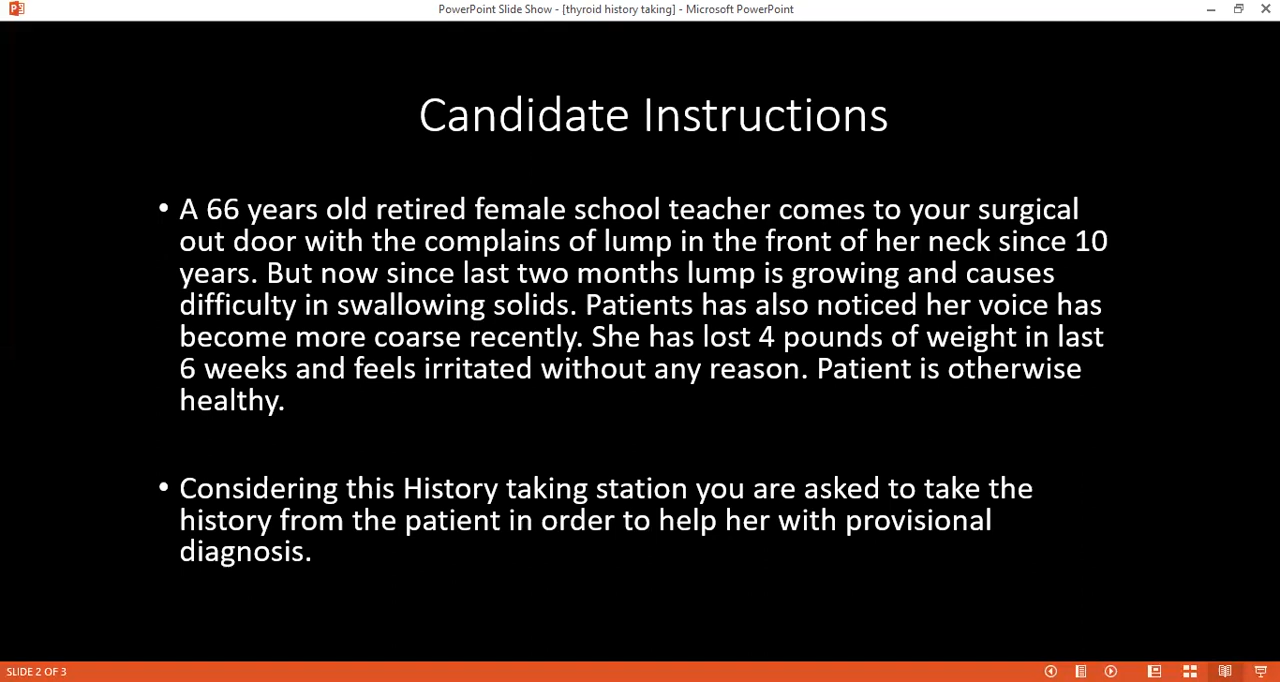 PowerPoint Slide Show - [thyroid history taking] - Microsoft PowerPoint
Candidate Instructions
• A 66 years old retired female school teacher comes to your surgical
out door with the complains of lump in the front of her neck since 10
years. But now since last two months lump is growing and causes
difficulty in swallowing solids. Patients has also noticed her voice has
become more coarse recently. She has lost 4 pounds of weight in last
6 weeks and feels irritated without any reason. Patient is otherwise
healthy.
• Considering this History taking station you are asked to take the
history from the patient in order to help her with provisional
diagnosis.
SLIDE 2 OF 3